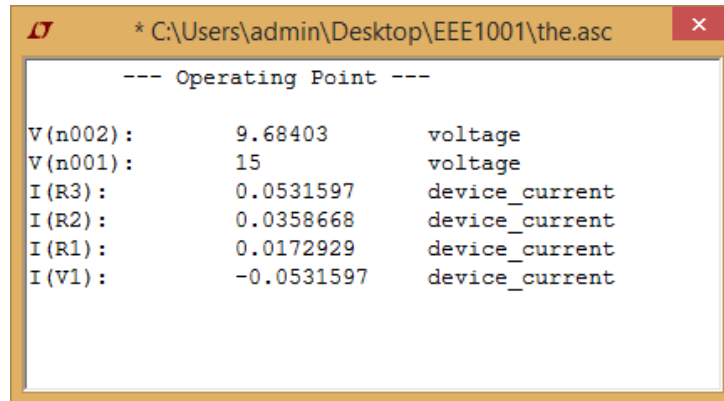 * C:\Users\admin\Desktop\EEE1001\the.asc
--- Operating Point ---
V(n002): 9.68403 voltage
V(n001): 15 voltage
I(R3): 0.0531597 device_current
I(R2): 0.0358668 device_current
I(R1): 0.0172929 device_current
I(V1): -0.0531597 device_current